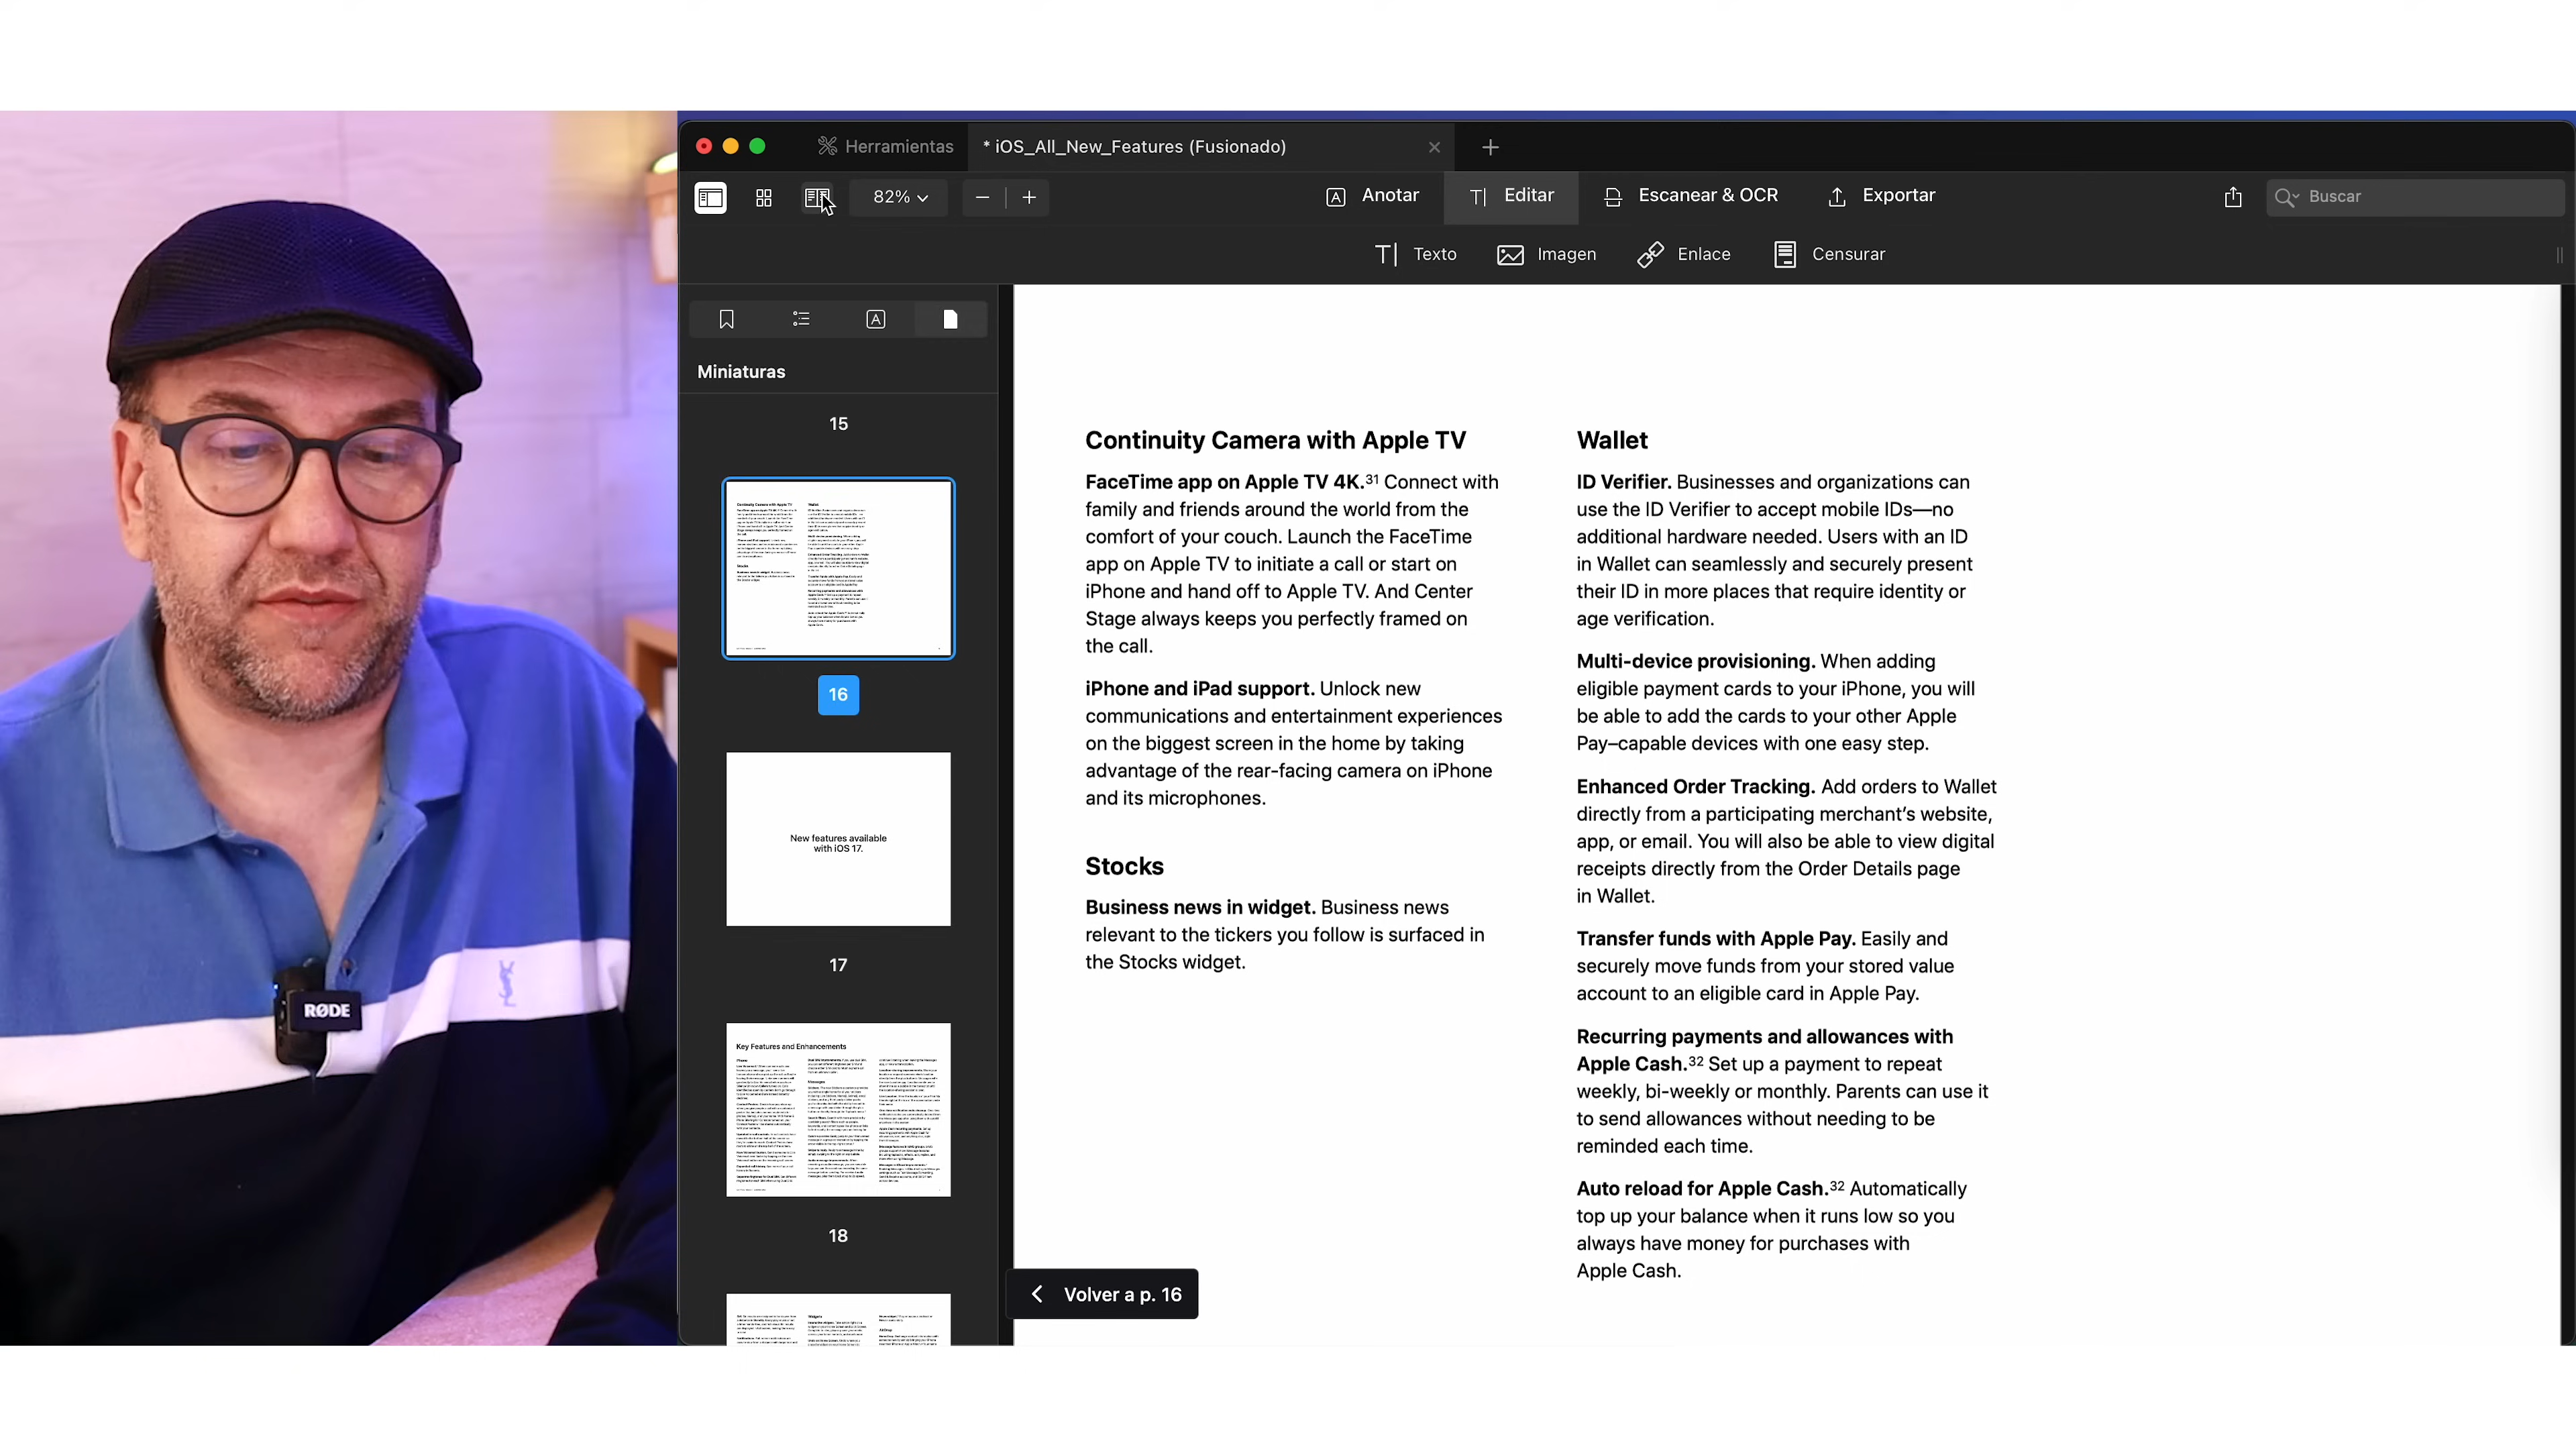 Herramientas
* iOS_All_New_Features (Fusionado)
82%
Anotar
Editar
Escanear & OCR
Exportar
Buscar
Texto
Imagen
Enlace
Censurar
Miniaturas
15
16
New features available
with iOS 17.
17
Key Features and Enhancements
18
Continuity Camera with Apple TV
FaceTime app on Apple TV 4K.31 Connect with
family and friends around the world from the
comfort of your couch. Launch the FaceTime
app on Apple TV to initiate a call or start on
iPhone and hand off to Apple TV. And Center
Stage always keeps you perfectly framed on
the call.
iPhone and iPad support. Unlock new
communications and entertainment experiences
on the biggest screen in the home by taking
advantage of the rear-facing camera on iPhone
and its microphones.
Stocks
Business news in widget. Business news
relevant to the tickers you follow is surfaced in
the Stocks widget.
Wallet
ID Verifier. Businesses and organizations can
use the ID Verifier to accept mobile IDs—no
additional hardware needed. Users with an ID
in Wallet can seamlessly and securely present
their ID in more places that require identity or
age verification.
Multi-device provisioning. When adding
eligible payment cards to your iPhone, you will
be able to add the cards to your other Apple
Pay–capable devices with one easy step.
Enhanced Order Tracking. Add orders to Wallet
directly from a participating merchant's website,
app, or email. You will also be able to view digital
receipts directly from the Order Details page
in Wallet.
Transfer funds with Apple Pay. Easily and
securely move funds from your stored value
account to an eligible card in Apple Pay.
Recurring payments and allowances with
Apple Cash.32 Set up a payment to repeat
weekly, bi-weekly or monthly. Parents can use it
to send allowances without needing to be
reminded each time.
Auto reload for Apple Cash.32 Automatically
top up your balance when it runs low so you
always have money for purchases with
Apple Cash.
Volver a p. 16
RØDE